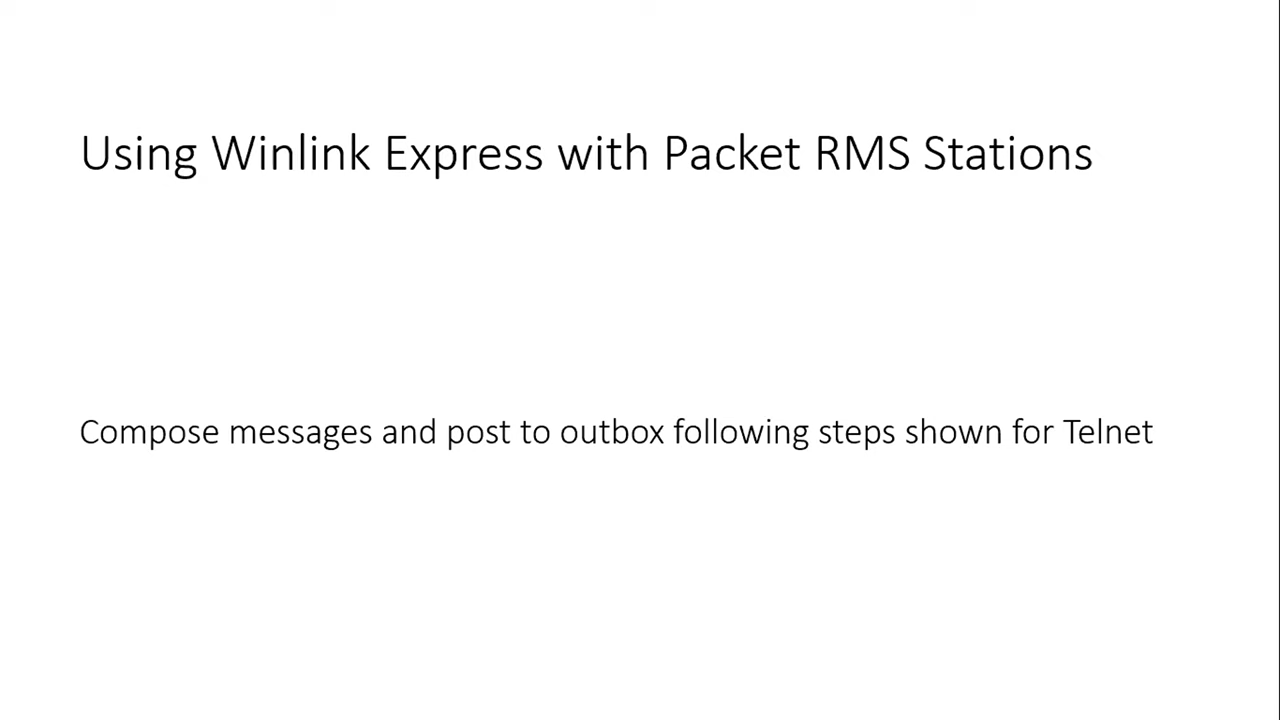 Using Winlink Express with Packet RMS Stations
Compose messages and post to outbox following steps shown for Telnet